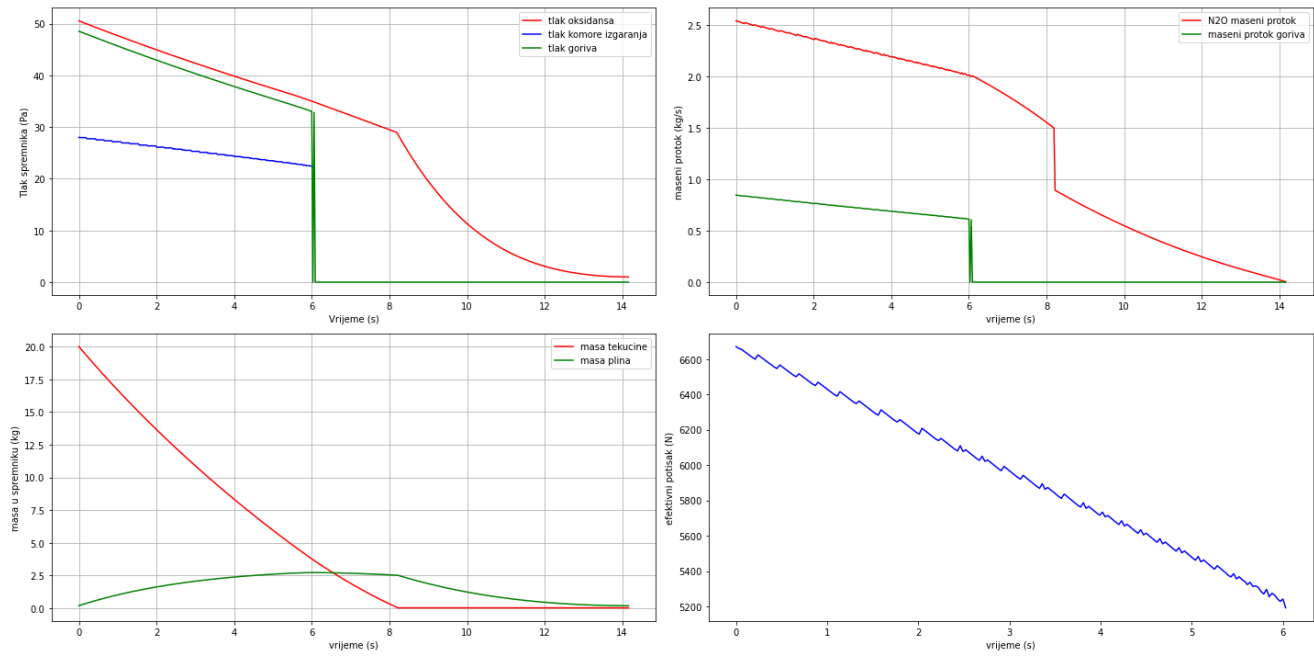 50
40
30
20
10
0
Tlak spremnika (Pa)
tlak oksidansa
tlak komore izgaranja
tlak goriva
0 2 4 6 8 10 12 14
Vrijeme (s)
2.5
2.0
1.5
1.0
0.5
0.0
maseni protok (kg/s)
N2O maseni protok
maseni protok goriva
0 2 4 6 8 10 12 14
vrijeme (s)
20.0
17.5
15.0
12.5
10.0
7.5
5.0
2.5
0.0
masa u spremniku (kg)
masa tekucine
masa plina
0 2 4 6 8 10 12 14
vrijeme (s)
6600
6400
6200
6000
5800
5600
5400
5200
efektivni potisak (N)
0 1 2 3 4 5 6
vrijeme (s)